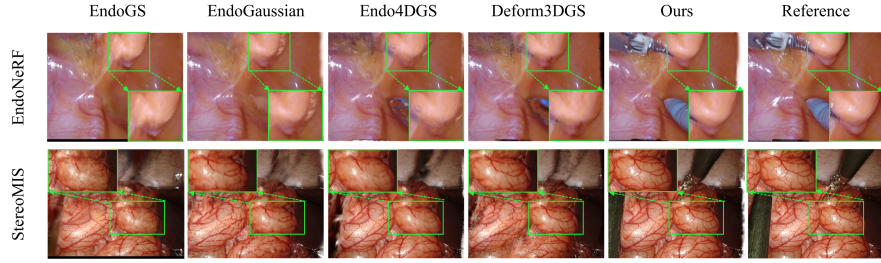 EndoGS EndoGaussian Endo4DGS Deform3DGS Ours Reference
EndoNeRF
StereoMIS